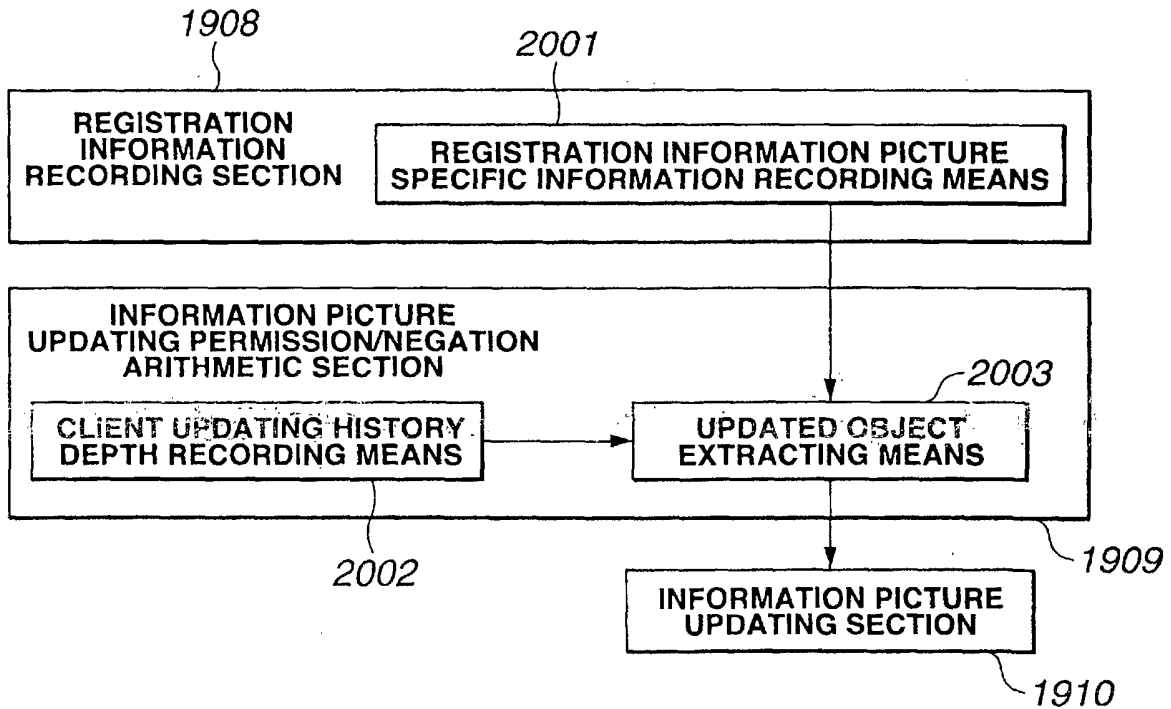 1908
2001
REGISTRATION
INFORMATION
RECORDING SECTION
REGISTRATION INFORMATION PICTURE
SPECIFIC INFORMATION RECORDING MEANS
INFORMATION PICTURE
UPDATING PERMISSION/NEGATION
ARITHMETIC SECTION
2003
CLIENT UPDATING HISTORY
DEPTH RECORDING MEANS
UPDATED OBJECT
EXTRACTING MEANS
2002
1909
INFORMATION PICTURE
UPDATING SECTION
1910